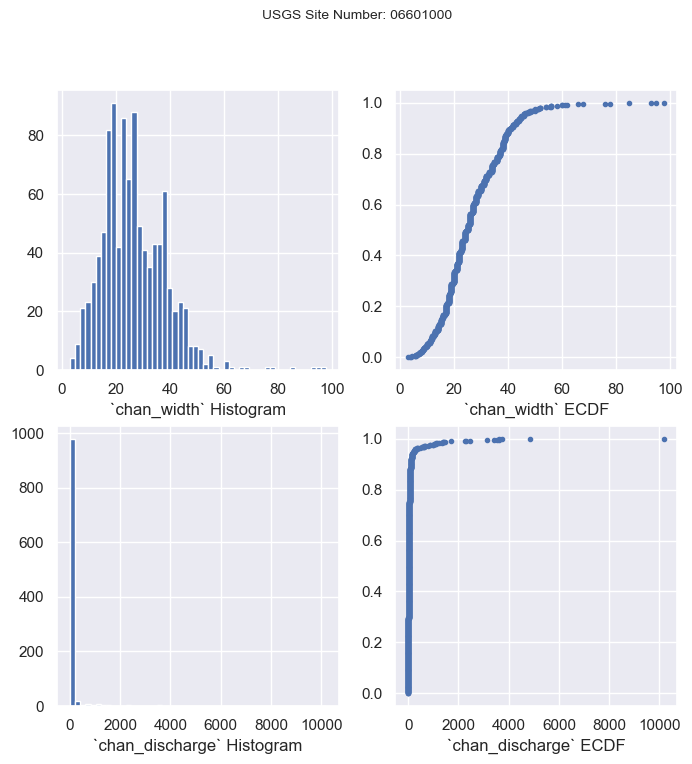 USGS Site Number: 06601000
80
60
40
20
0
0 20 40 60 80 100
`chan_width` Histogram
1.0
0.8
0.6
0.4
0.2
0.0
0 20 40 60 80 100
`chan_width` ECDF
1000
800
600
400
200
0
0 2000 4000 6000 8000 10000
`chan_discharge` Histogram
1.0
0.8
0.6
0.4
0.2
0.0
0 2000 4000 6000 8000 10000
`chan_discharge` ECDF